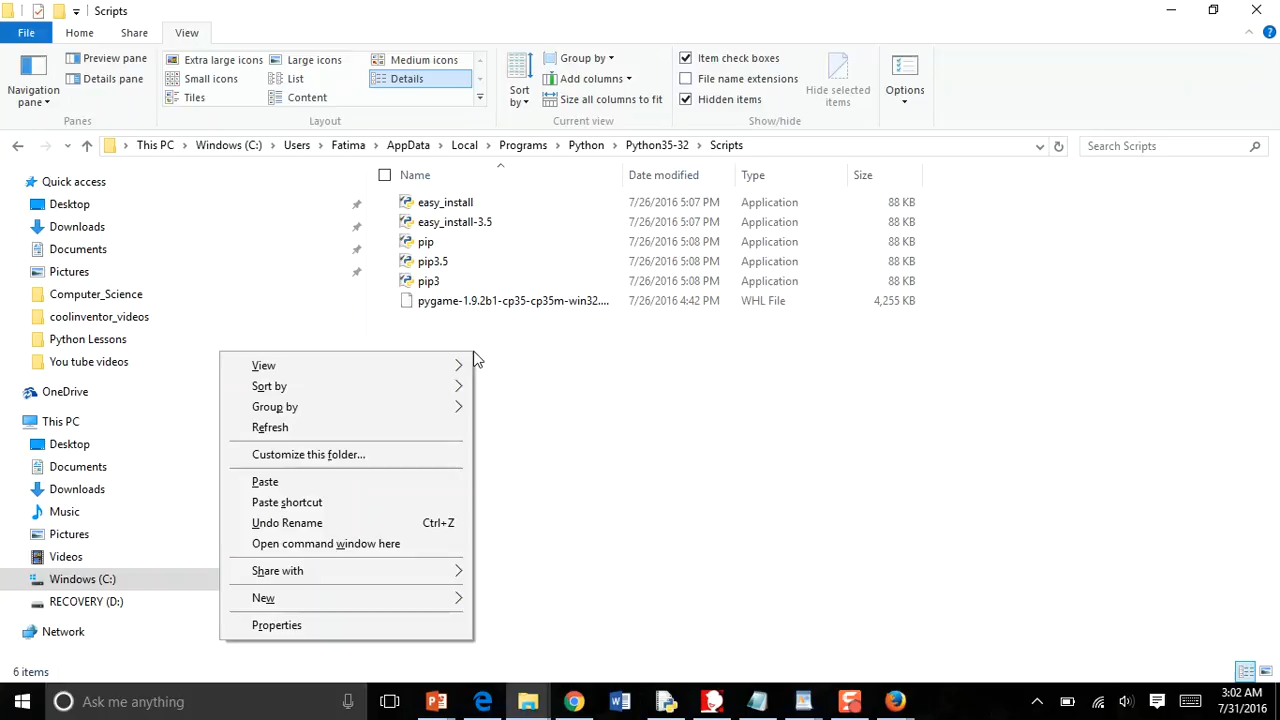 Scripts
File Home Share View
Preview pane
Details pane
Navigation pane
Panes
Extra large icons Large icons Medium icons
Small icons List Details
Tiles Content
Layout
Sort by
Group by
Add columns
Size all columns to fit
Current view
Item check boxes
File name extensions
Hidden items
Hide selected items
Show/hide
Options
This PC Windows (C:) Users Fatima AppData Local Programs Python Python35-32 Scripts
Search Scripts
Quick access
Desktop
Downloads
Documents
Pictures
Computer_Science
coolinventor_videos
Python Lessons
You tube videos
OneDrive
This PC
Desktop
Documents
Downloads
Music
Pictures
Videos
Windows (C:)
RECOVERY (D:)
Network
Name Date modified Type Size
easy_install 7/26/2016 5:07 PM Application 88 KB
easy_install-3.5 7/26/2016 5:07 PM Application 88 KB
pip 7/26/2016 5:08 PM Application 88 KB
pip3.5 7/26/2016 5:08 PM Application 88 KB
pip3 7/26/2016 5:08 PM Application 88 KB
pygame-1.9.2b1-cp35-cp35m-win32.... 7/26/2016 4:42 PM WHL File 4,255 KB
View
Sort by
Group by
Refresh
Customize this folder...
Paste
Paste shortcut
Undo Rename Ctrl+Z
Open command window here
Share with
New
Properties
6 items
Ask me anything
3:02 AM
7/31/2016